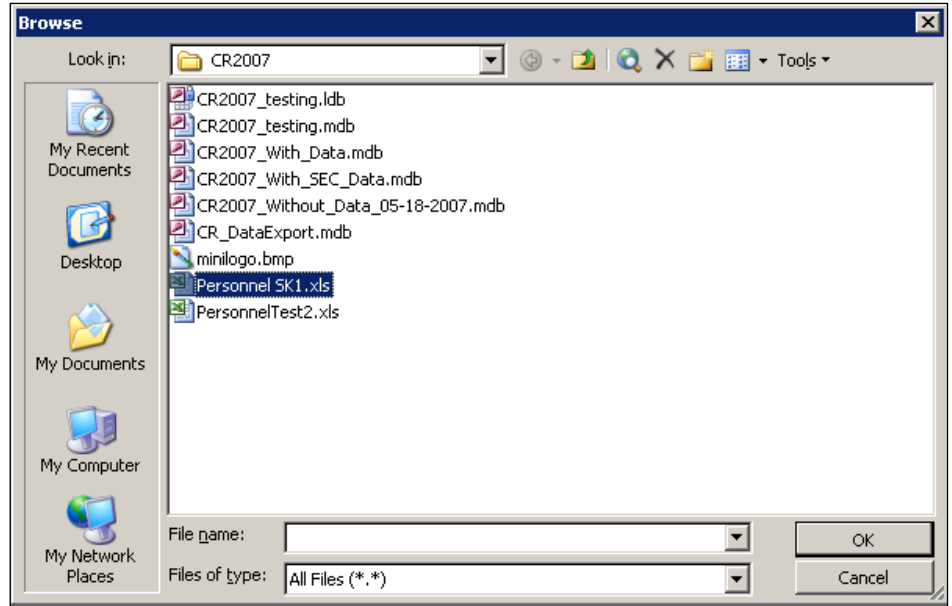 Browse
Look in:
CR2007
Tools
My Recent
Documents
Desktop
My Documents
My Computer
My Network
Places
CR2007_testing.ldb
CR2007_testing.mdb
CR2007_With_Data.mdb
CR2007_With_SEC_Data.mdb
CR2007_Without_Data_05-18-2007.mdb
CR_DataExport.mdb
minilogo.bmp
Personnel SK1.xls
PersonnelTest2.xls
File name:
OK
Files of type:
All Files (*.*)
Cancel